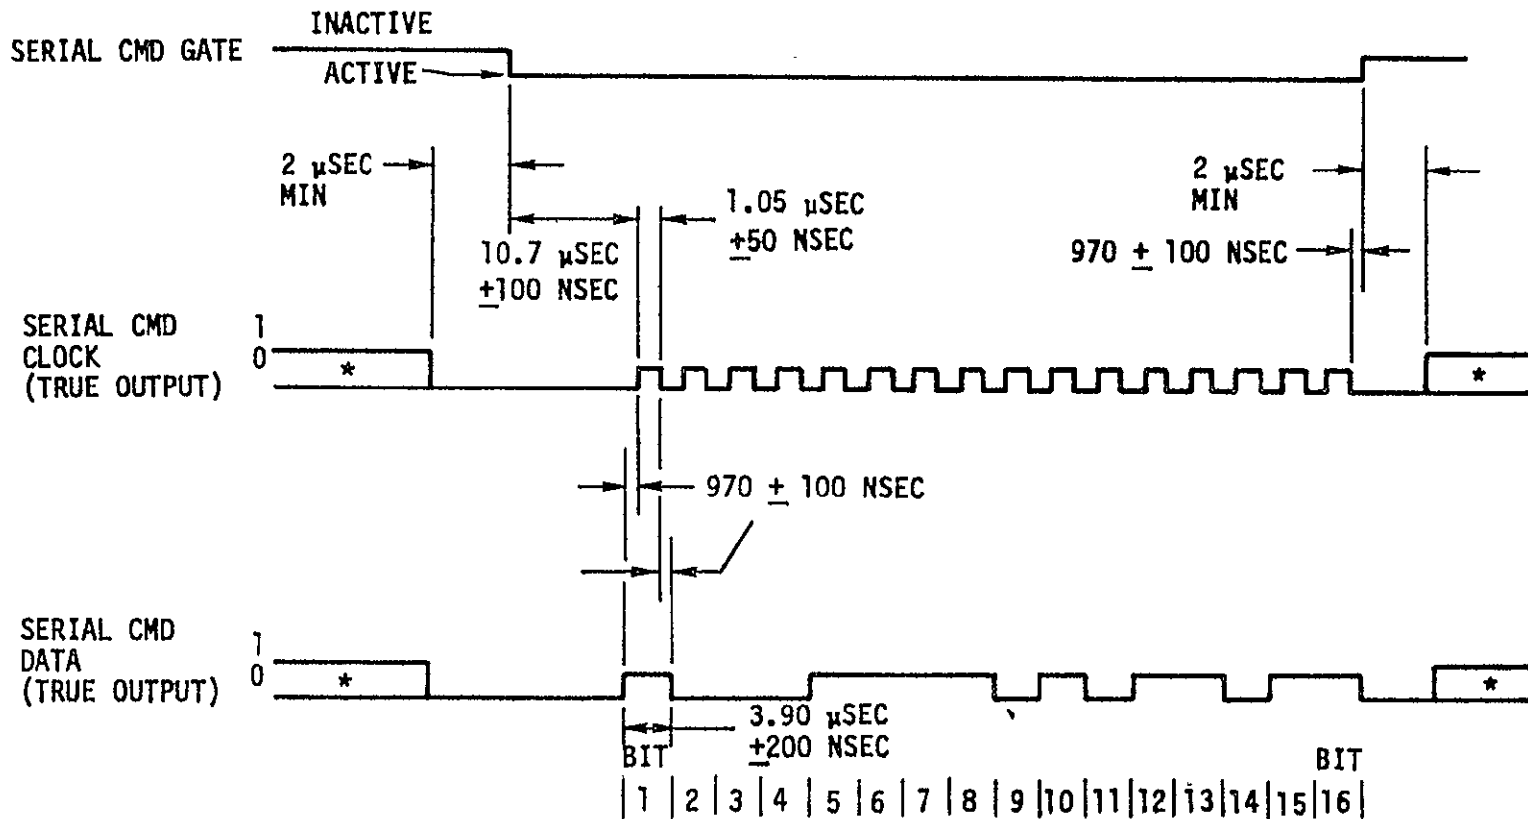 INACTIVE
SERIAL CMD GATE
ACTIVE
2 µSEC
MIN
2 µSEC
MIN
1.05 µSEC
±50 NSEC
10.7 µSEC
±100 NSEC
970 ± 100 NSEC
SERIAL CMD
CLOCK
(TRUE OUTPUT)
1
0
*
*
970 ± 100 NSEC
SERIAL CMD
DATA
(TRUE OUTPUT)
1
0
*
*
3.90 µSEC
±200 NSEC
BIT
BIT
1 2 3 4 5 6 7 8 9 10 11 12 13 14 15 16